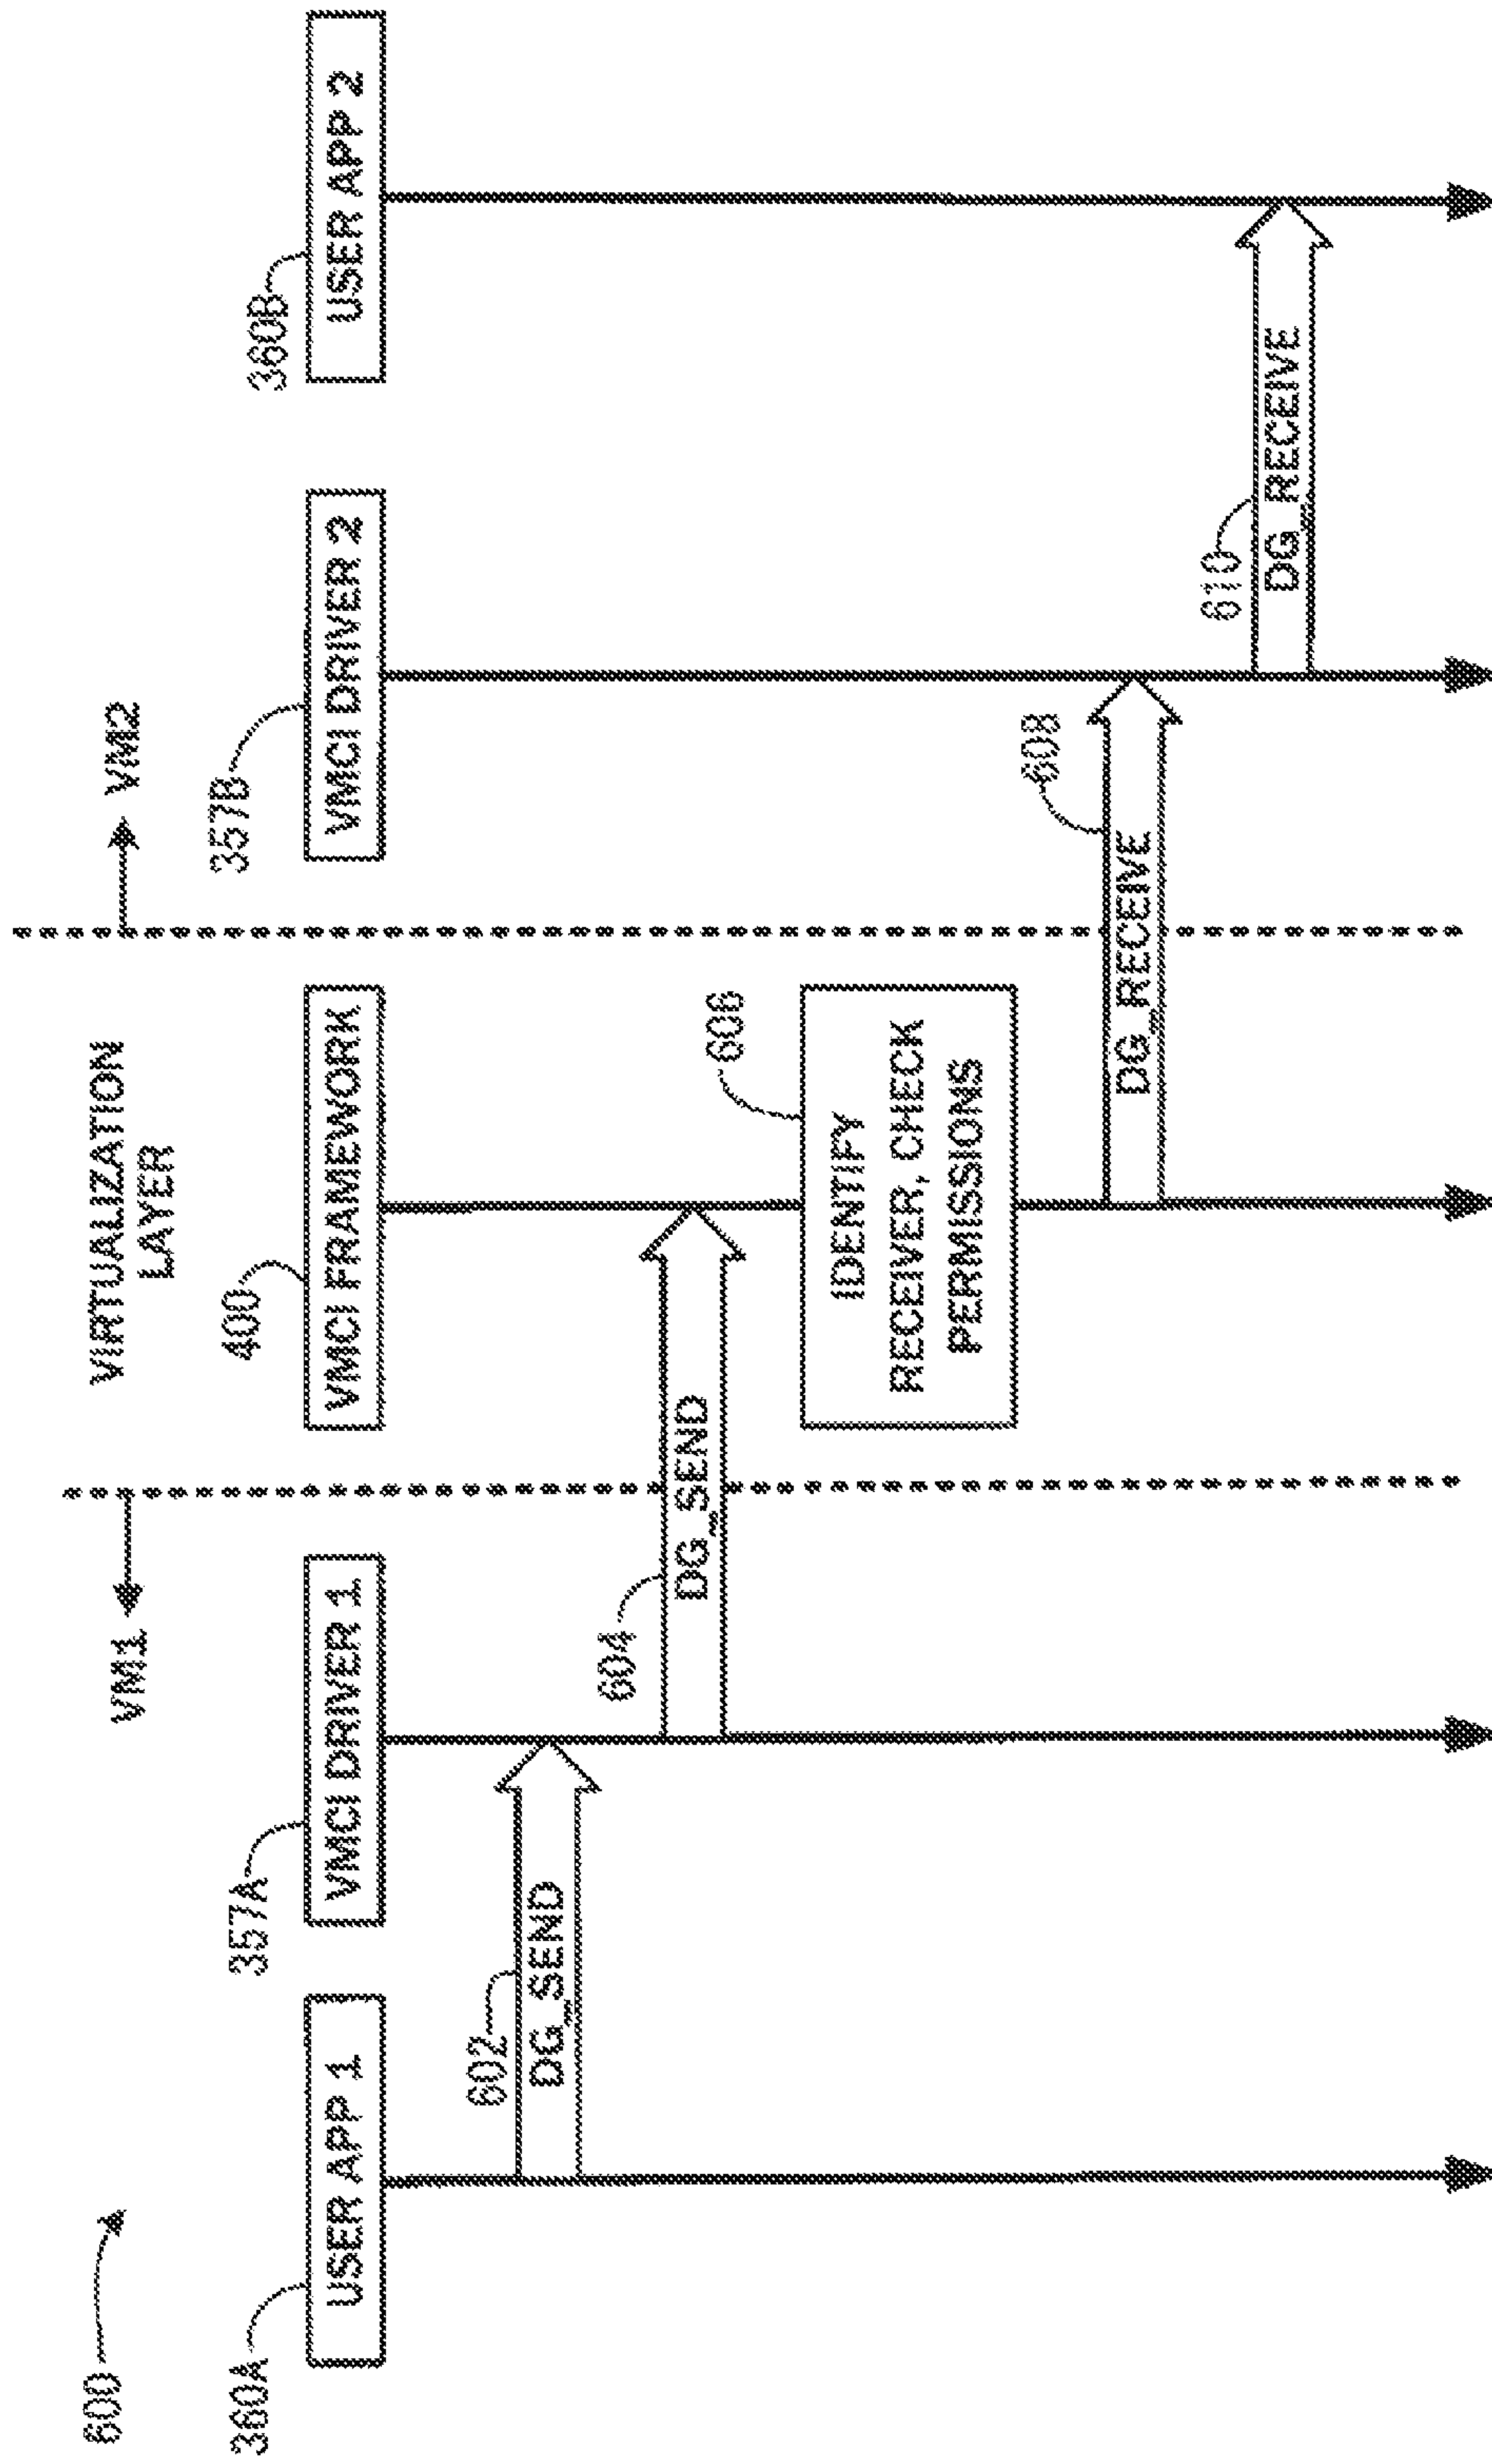 600
VM1
VIRTUALIZATION
LAYER
VM2
360A
357A
400
357B
360B
USER APP 1
VMCI DRIVER 1
VMCI FRAMEWORK
VMCI DRIVER 2
USER APP 2
602
DG_SEND
604
DG_SEND
606
IDENTIFY
RECEIVER, CHECK
PERMISSIONS
608
DG_RECEIVE
610
DG_RECEIVE